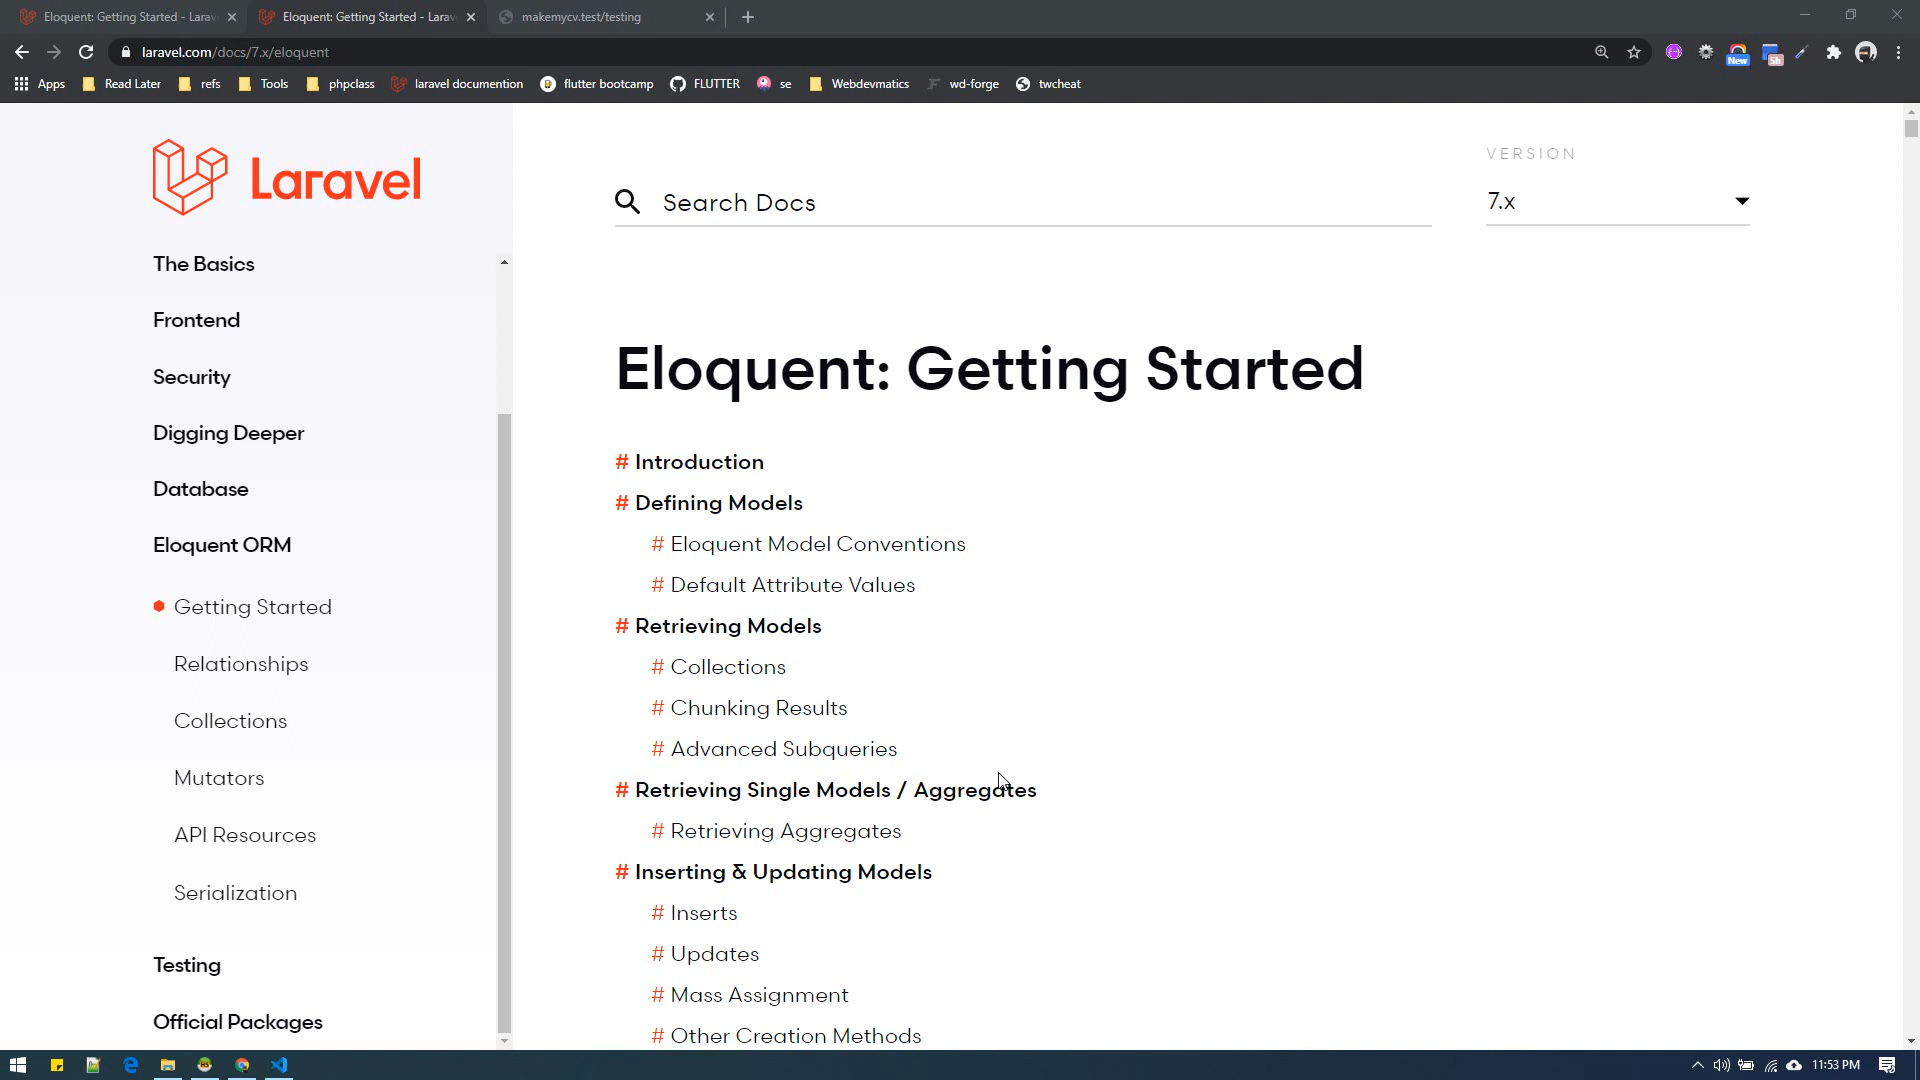 Eloquent: Getting Started - Larav
Eloquent: Getting Started - Larav
makemycv.test/testing
laravel.com/docs/7.x/eloquent
New
5h
Apps
Read Later
refs
Tools
phpclass
laravel documention
flutter bootcamp
FLUTTER
se
Webdevmatics
wd-forge
twcheat
Laravel
The Basics
Frontend
Security
Digging Deeper
Database
Eloquent ORM
Getting Started
Relationships
Collections
Mutators
API Resources
Serialization
Testing
Official Packages
Search Docs
VERSION
7.x
Eloquent: Getting Started
# Introduction
# Defining Models
# Eloquent Model Conventions
# Default Attribute Values
# Retrieving Models
# Collections
# Chunking Results
# Advanced Subqueries
# Retrieving Single Models / Aggregates
# Retrieving Aggregates
# Inserting & Updating Models
# Inserts
# Updates
# Mass Assignment
# Other Creation Methods
11:53 PM